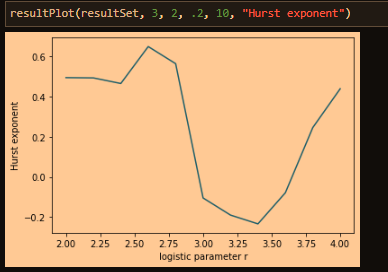 resultPlot(resultSet, 3, 2, .2, 10, "Hurst exponent")
0.6
0.4
0.2
0.0
−0.2
Hurst exponent
2.00 2.25 2.50 2.75 3.00 3.25 3.50 3.75 4.00
logistic parameter r